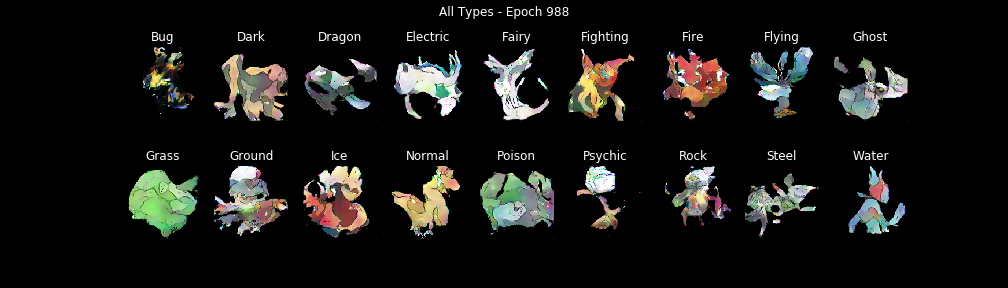 All Types - Epoch 988
Bug Dark Dragon Electric Fairy Fighting Fire Flying Ghost
Grass Ground Ice Normal Poison Psychic Rock Steel Water